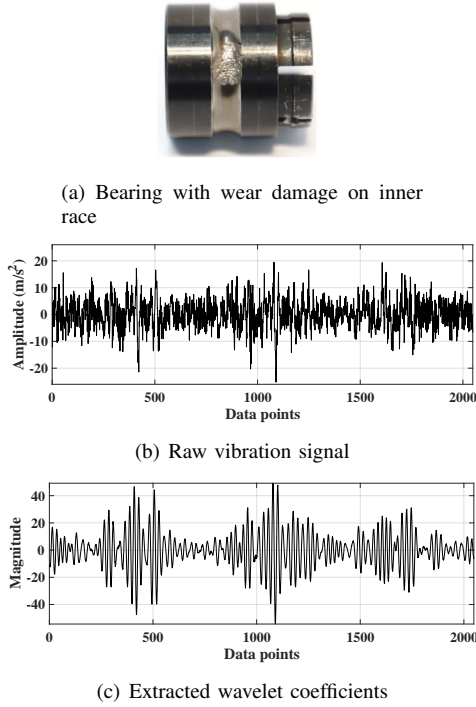 (a) Bearing with wear damage on inner
race
20
10
0
-10
-20
Amplitude (m/s²)
0
500
1000
1500
2000
Data points
(b) Raw vibration signal
40
20
0
-20
-40
Magnitude
0
500
1000
1500
2000
Data points
(c) Extracted wavelet coefficients